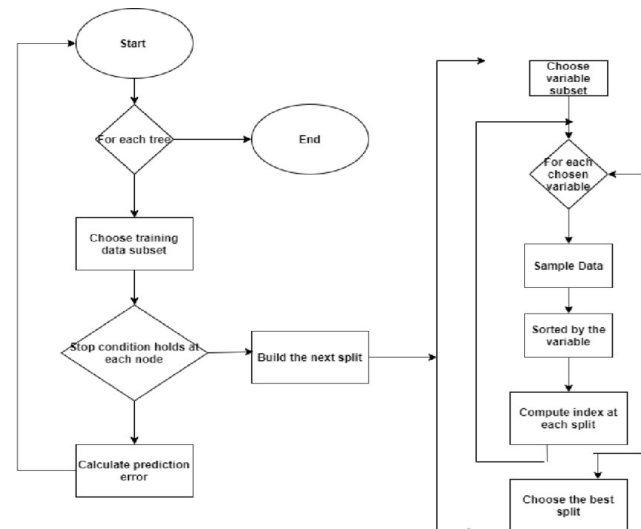 Start
For each tree
End
Choose training
data subset
Stop condition holds at
each node
Build the next split
Calculate prediction
error
Choose
variable
subset
For each
chosen
variable
Sample Data
Sorted by the
variable
Compute index at
each split
Choose the best
split